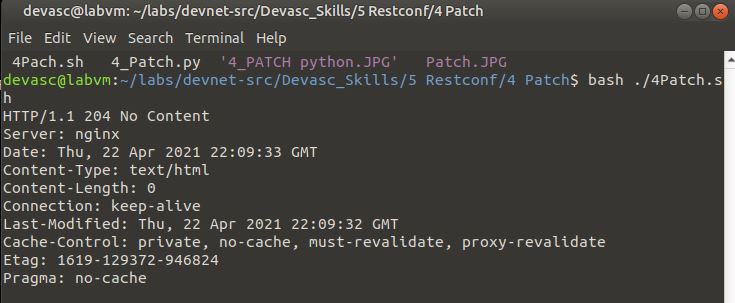 devasc@labvm: ~/labs/devnet-src/Devasc_Skills/5 Restconf/4 Patch
File Edit View Search Terminal Help
4Pach.sh 4_Patch.py '4_PATCH python.JPG' Patch.JPG
devasc@labvm:~/labs/devnet-src/Devasc_Skills/5 Restconf/4 Patch$ bash ./4Patch.s
h
HTTP/1.1 204 No Content
Server: nginx
Date: Thu, 22 Apr 2021 22:09:33 GMT
Content-Type: text/html
Content-Length: 0
Connection: keep-alive
Last-Modified: Thu, 22 Apr 2021 22:09:32 GMT
Cache-Control: private, no-cache, must-revalidate, proxy-revalidate
Etag: 1619-129372-946824
Pragma: no-cache